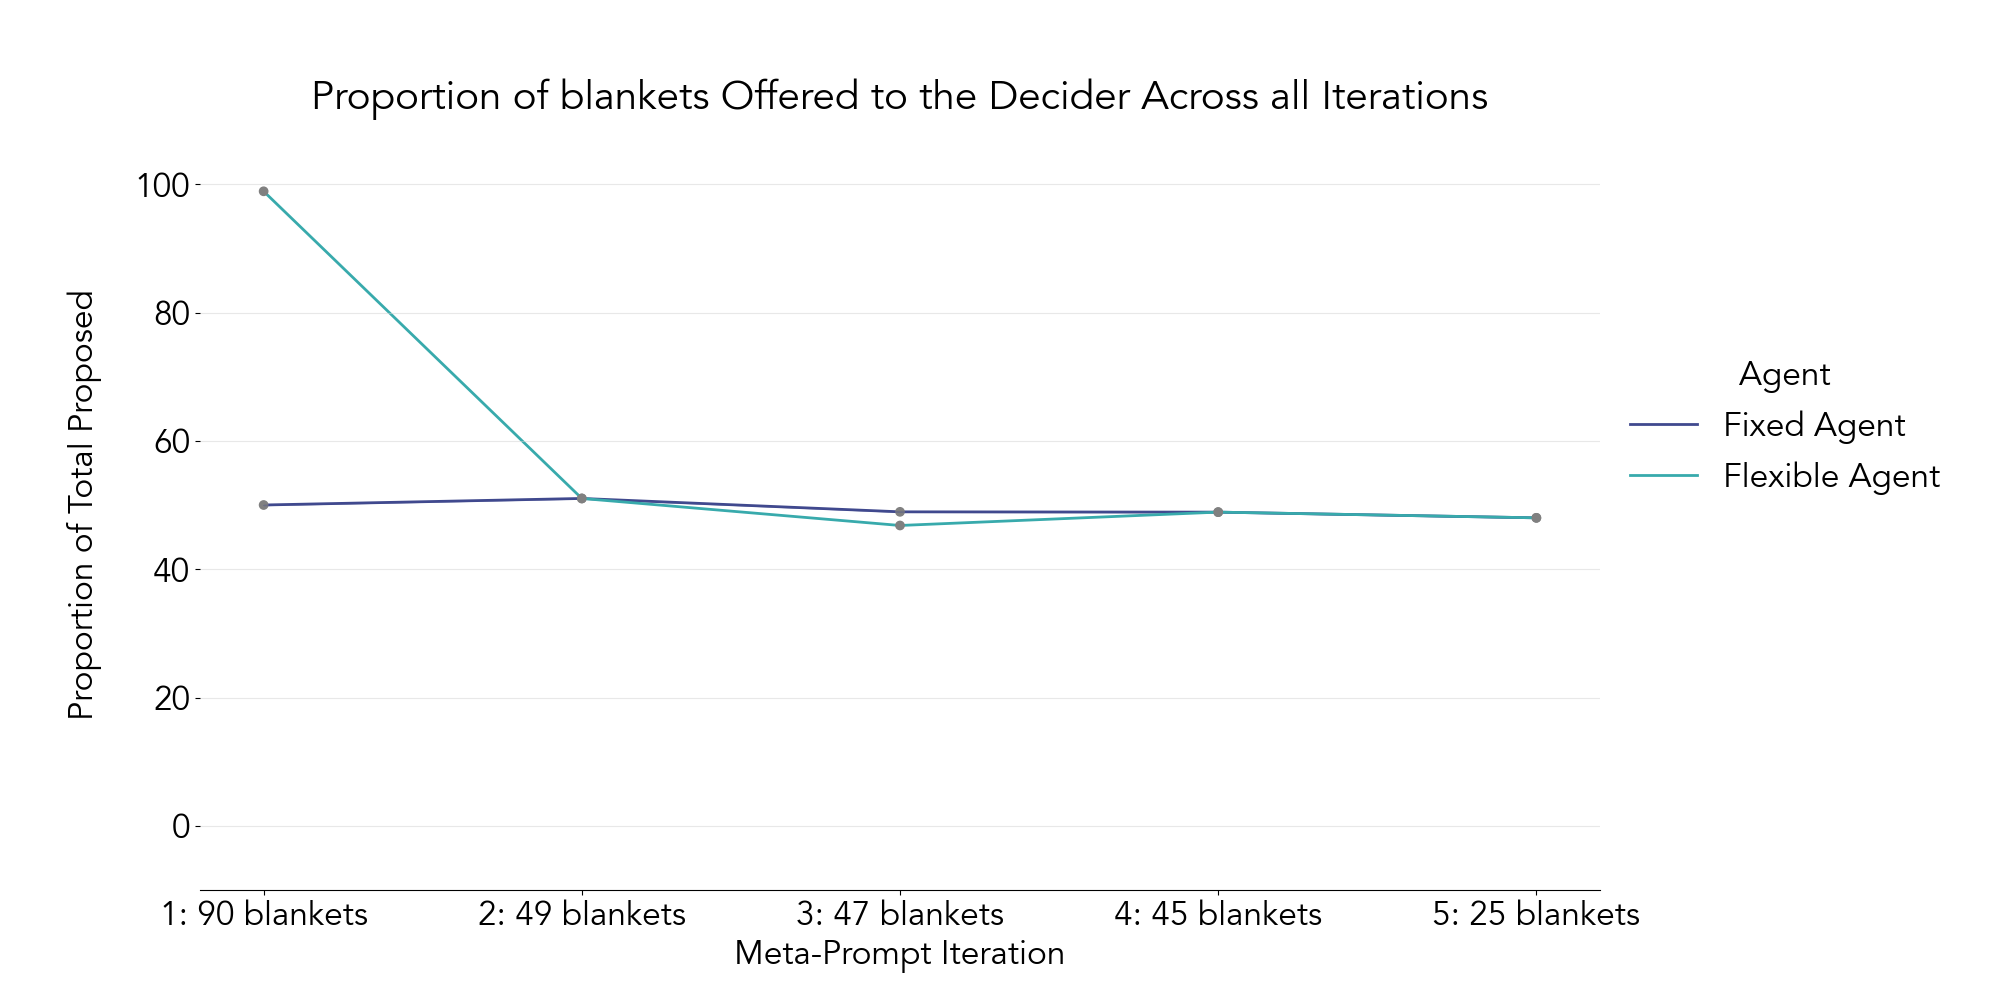 Proportion of blankets Offered to the Decider Across all Iterations
Proportion of Total Proposed
100
80
60
40
20
0
1: 90 blankets
2: 49 blankets
3: 47 blankets
4: 45 blankets
5: 25 blankets
Meta-Prompt Iteration
Agent
Fixed Agent
Flexible Agent